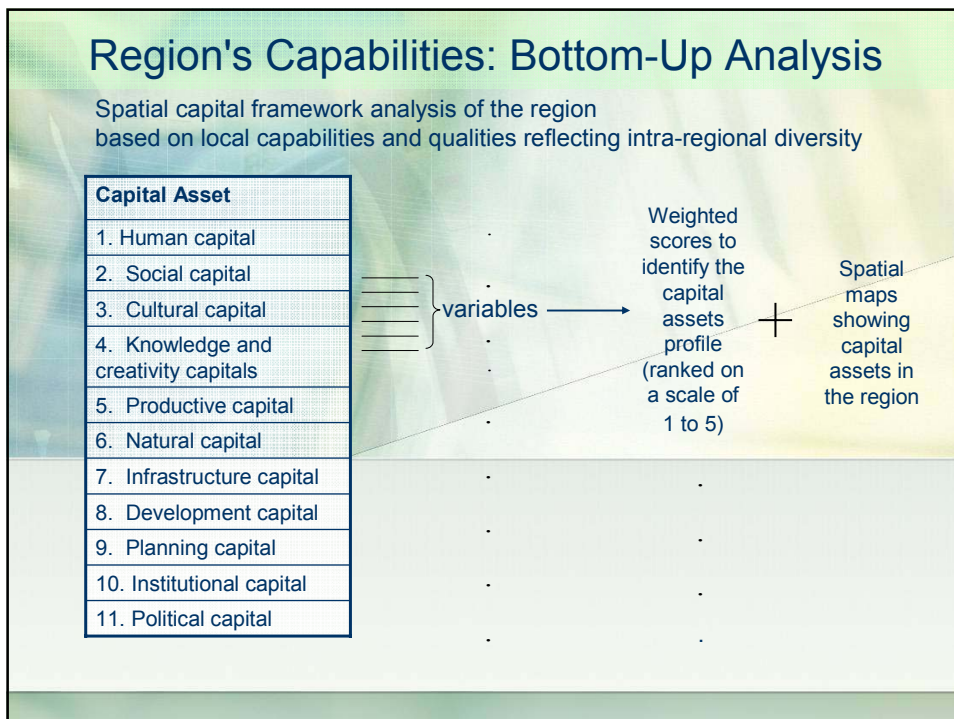 Region's Capabilities: Bottom-Up Analysis
Spatial capital framework analysis of the region
based on local capabilities and qualities reflecting intra-regional diversity
Capital Asset
1. Human capital
2. Social capital
3. Cultural capital
4. Knowledge and
creativity capitals
5. Productive capital
6. Natural capital
7. Infrastructure capital
8. Development capital
9. Planning capital
10. Institutional capital
11. Political capital
variables
Weighted
scores to
identify the
capital
assets
profile
(ranked on
a scale of
1 to 5)
+
Spatial
maps
showing
capital
assets in
the region